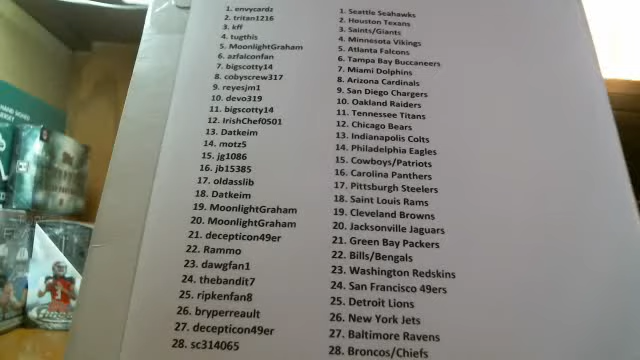 1. envycardz
2. tritan1216
3. kff
4. tugthis
5. MoonlightGraham
6. azfalconfan
7. bigscotty14
8. cobyscrew317
9. reyesjm1
10. devo319
11. bigscotty14
12. IrishChef0501
13. Datkeim
14. motz5
15. jg1086
16. jb15385
17. oldasslib
18. Datkeim
19. MoonlightGraham
20. MoonlightGraham
21. decepticon49er
22. Rammo
23. dawgfan1
24. thebandit7
25. ripkenfan8
26. bryperreault
27. decepticon49er
28. sc314065
1. Seattle Seahawks
2. Houston Texans
3. Saints/Giants
4. Minnesota Vikings
5. Atlanta Falcons
6. Tampa Bay Buccaneers
7. Miami Dolphins
8. Arizona Cardinals
9. San Diego Chargers
10. Oakland Raiders
11. Tennessee Titans
12. Chicago Bears
13. Indianapolis Colts
14. Philadelphia Eagles
15. Cowboys/Patriots
16. Carolina Panthers
17. Pittsburgh Steelers
18. Saint Louis Rams
19. Cleveland Browns
20. Jacksonville Jaguars
21. Green Bay Packers
22. Bills/Bengals
23. Washington Redskins
24. San Francisco 49ers
25. Detroit Lions
26. New York Jets
27. Baltimore Ravens
28. Broncos/Chiefs